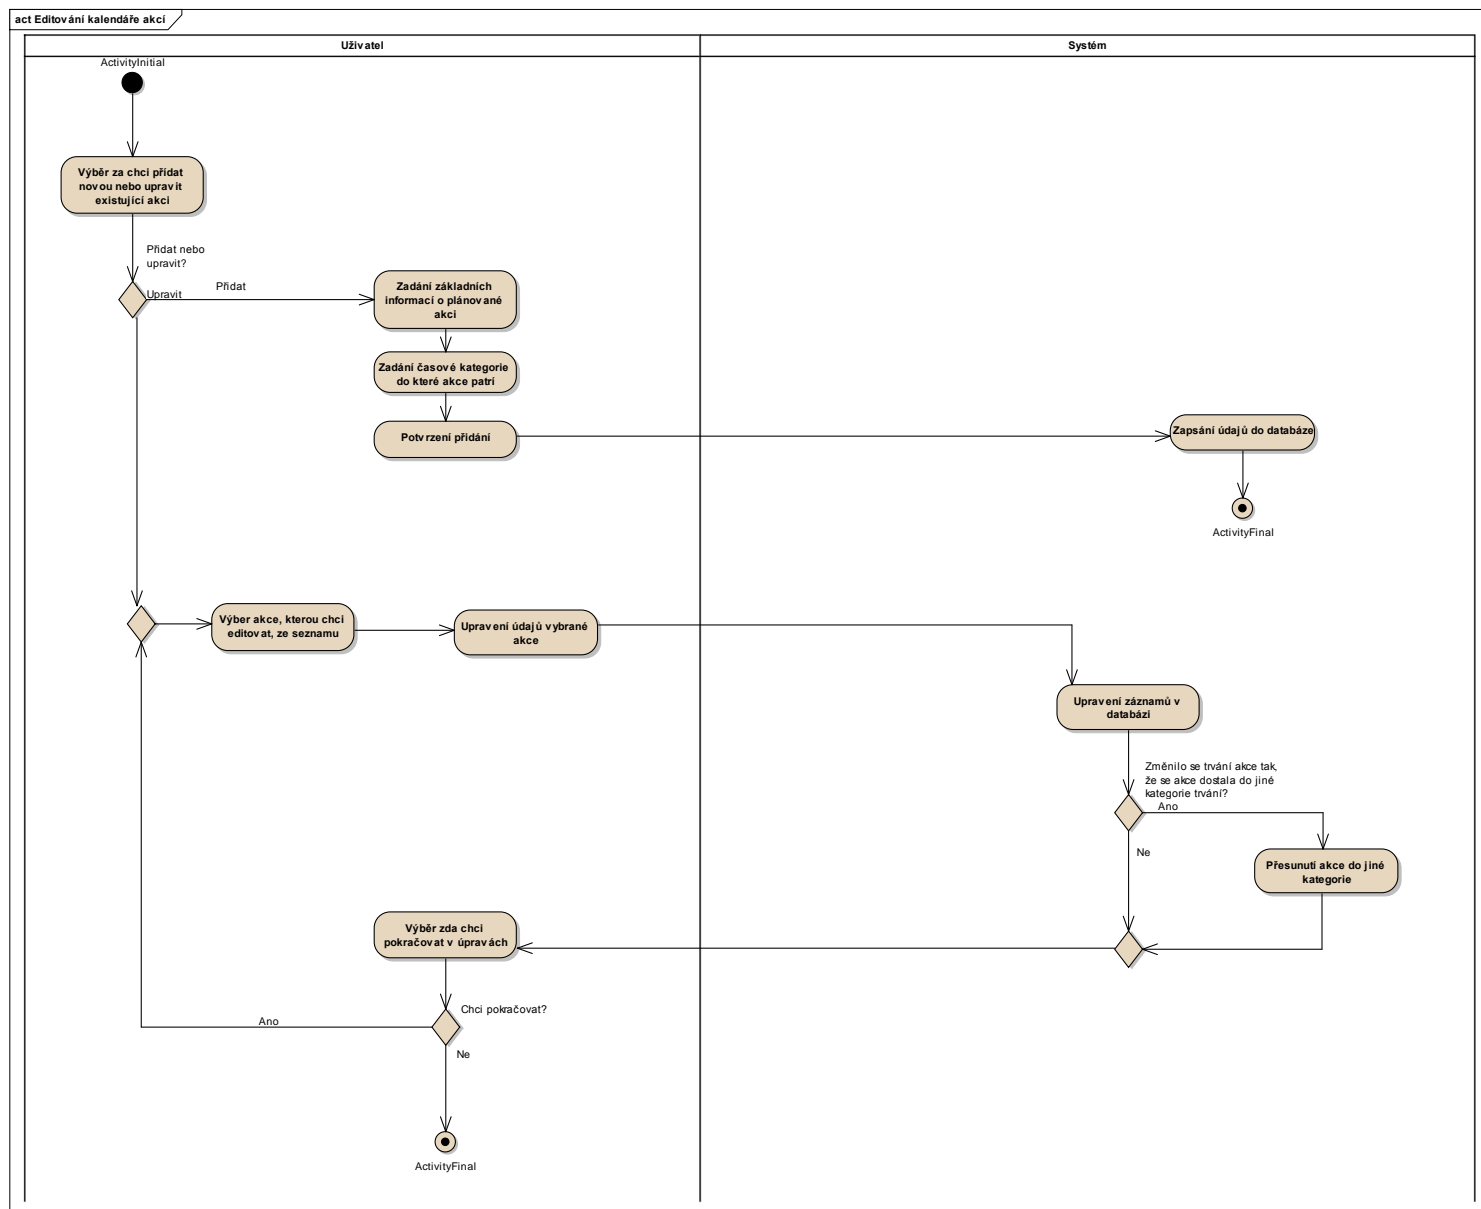 act Editování kalendáře akcí
Uživatel
Systém
ActivityInitial
Výběr za chci přídat
novou nebo upravit
existující akci
Přidat nebo
upravit?
Upravit
Přidat
Zadání základních
informací o plánované
akci
Zadání časové kategorie
do které akce patrí
Potvrzení přidání
Zapsání údajů do databáze
ActivityFinal
Výber akce, kterou chci
editovat, ze seznamu
Upravení údajů vybrané
akce
Upravení záznamů v
databázi
Změnilo se trvání akce tak,
že se akce dostala do jiné
kategorie trvání?
Ano
Ne
Přesunutí akce do jiné
kategorie
Výběr zda chci
pokračovat v úpravách
Chci pokračovat?
Ano
Ne
ActivityFinal